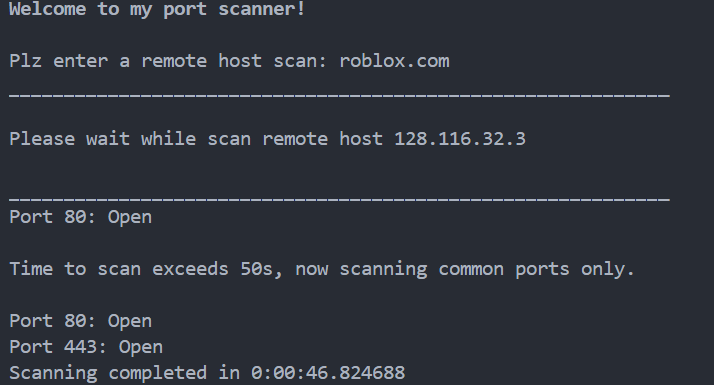 Welcome to my port scanner!
Plz enter a remote host scan: roblox.com
____________________________________________________________
Please wait while scan remote host 128.116.32.3
____________________________________________________________
Port 80: Open
Time to scan exceeds 50s, now scanning common ports only.
Port 80: Open
Port 443: Open
Scanning completed in 0:00:46.824688